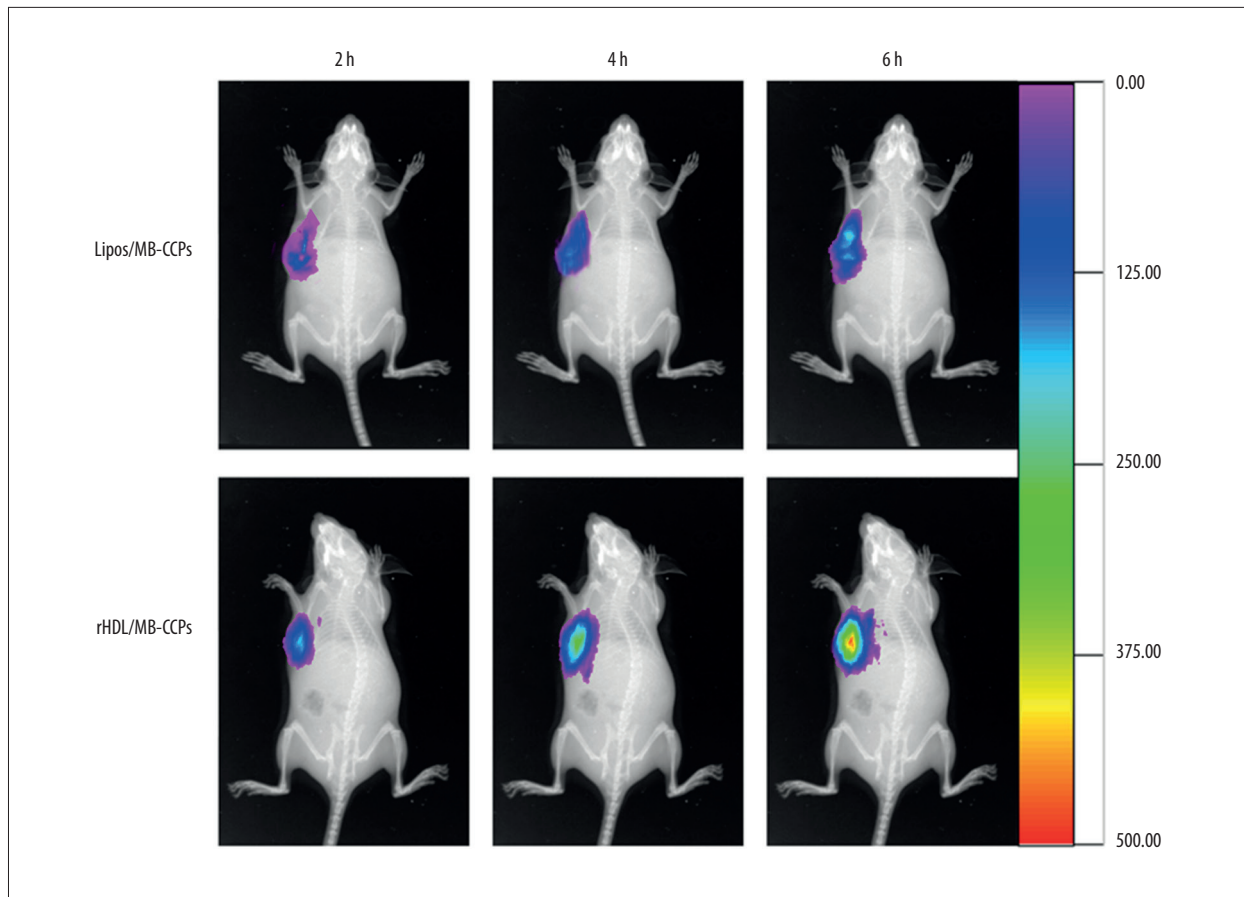 2 h
4 h
6 h
0.00
Lipos/MB-CCPs
125.00
250.00
rHDL/MB-CCPs
375.00
500.00